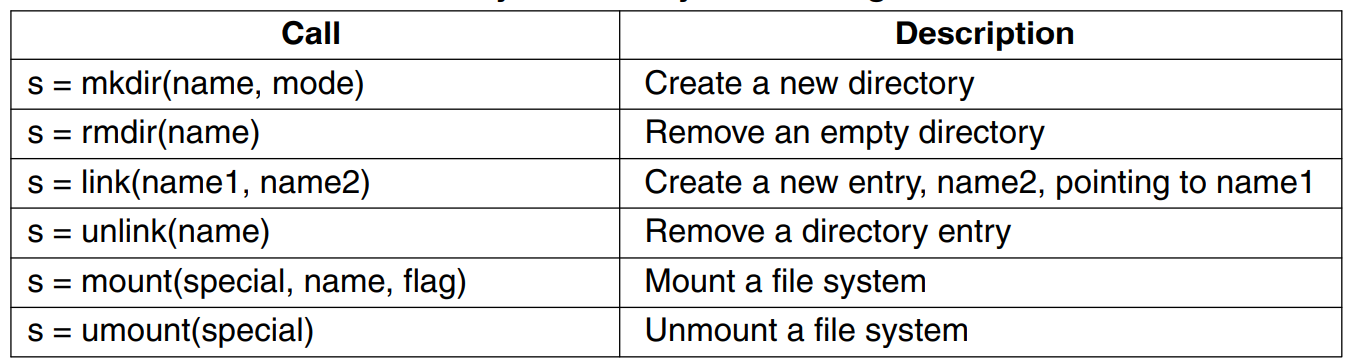 Call Description
s = mkdir(name, mode) Create a new directory
s = rmdir(name) Remove an empty directory
s = link(name1, name2) Create a new entry, name2, pointing to name1
s = unlink(name) Remove a directory entry
s = mount(special, name, flag) Mount a file system
s = umount(special) Unmount a file system